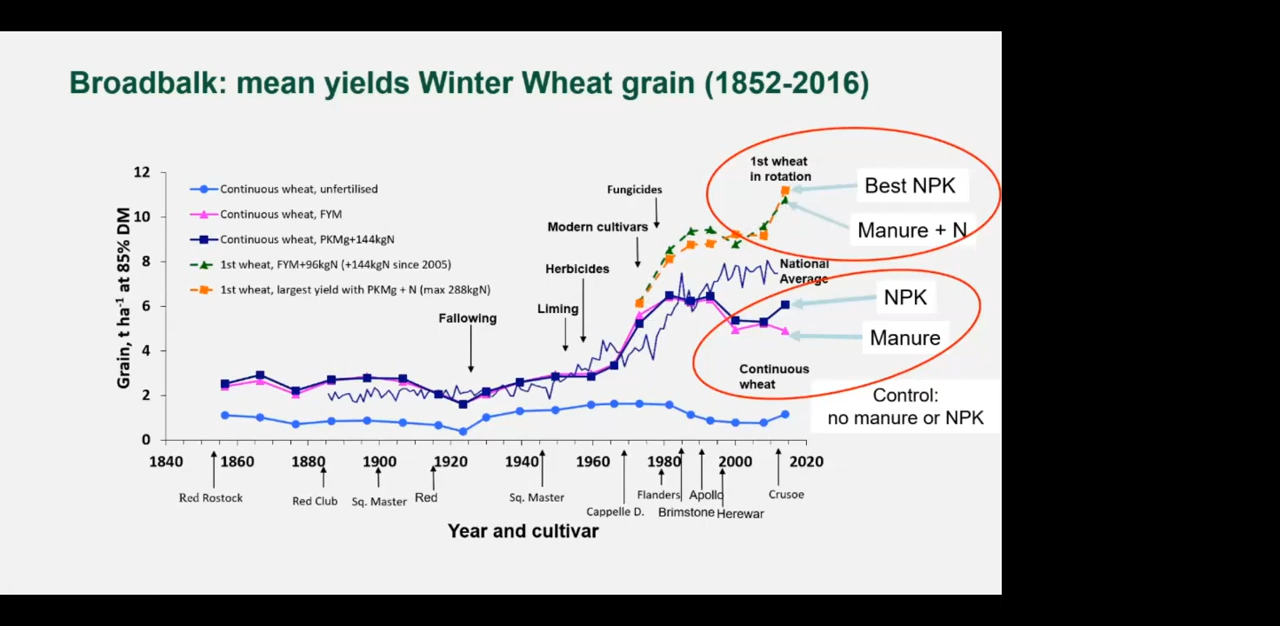 Broadbalk: mean yields Winter Wheat grain (1852-2016)
Grain, t ha-1 at 85% DM
12
10
8
6
4
2
0
Continuous wheat, unfertilised
Continuous wheat, FYM
Continuous wheat, PKMg+144kgN
1st wheat, FYM+96kgN (+144kgN since 2005)
1st wheat, largest yield with PKMg + N (max 288kgN)
Fallowing
Liming
Herbicides
Modern cultivars
Fungicides
1st wheat
in rotation
Best NPK
Manure + N
National
Average
NPK
Manure
Continuous
wheat
Control:
no manure or NPK
1840 1860 1880 1900 1920 1940 1960 1980 2000 2020
Red Rostock
Red Club
Sq. Master
Red
Sq. Master
Cappelle D.
Flanders
Brimstone
Apollo
Herewar
Crusoe
Year and cultivar